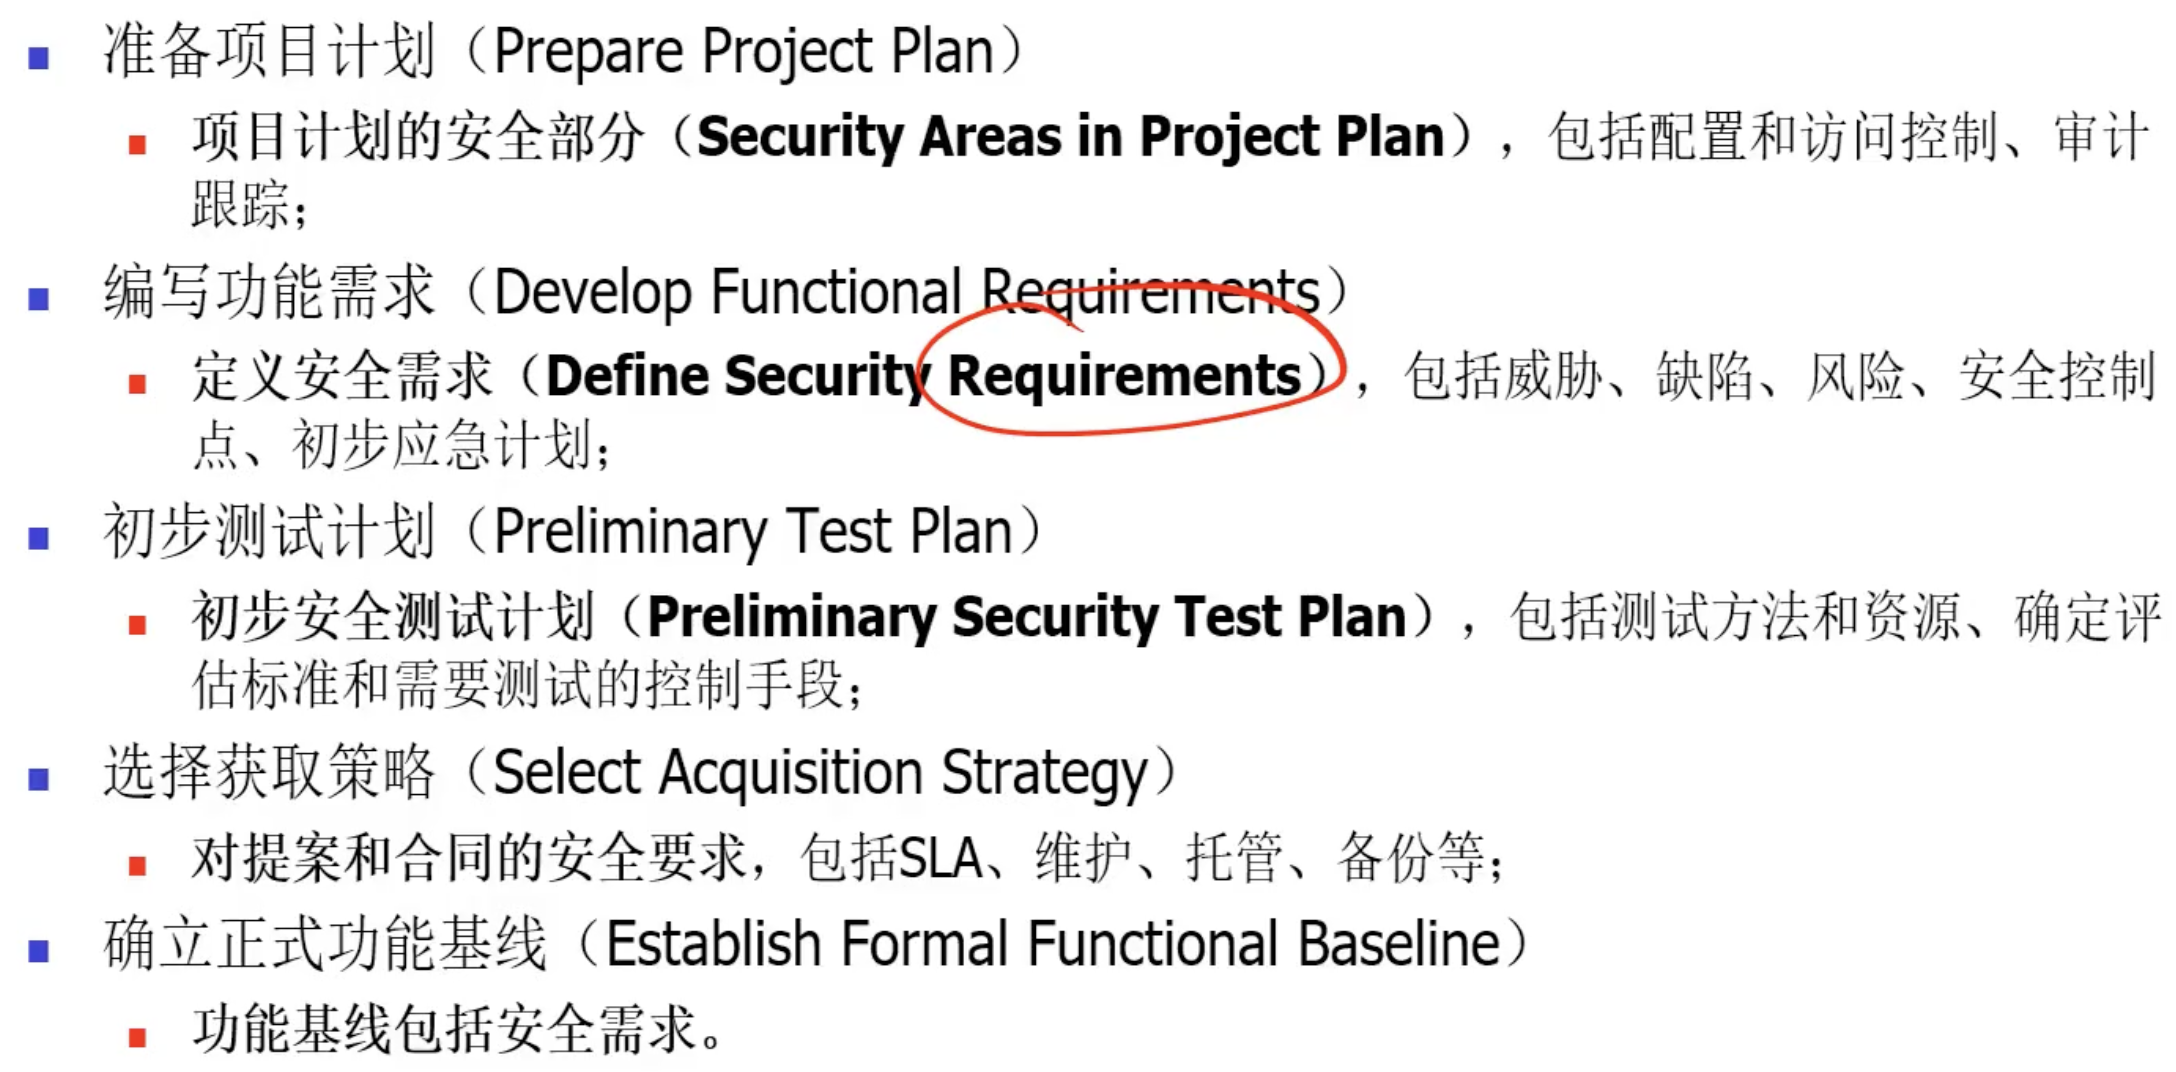 准备项目计划（Prepare Project Plan）
项目计划的安全部分（Security Areas in Project Plan），包括配置和访问控制、审计
跟踪；
编写功能需求（Develop Functional Requirements）
定义安全需求（Define Security Requirements），包括威胁、缺陷、风险、安全控制
点、初步应急计划；
初步测试计划（Preliminary Test Plan）
初步安全测试计划（Preliminary Security Test Plan），包括测试方法和资源、确定评
估标准和需要测试的控制手段；
选择获取策略（Select Acquisition Strategy）
对提案和合同的安全要求，包括SLA、维护、托管、备份等；
确立正式功能基线（Establish Formal Functional Baseline）
功能基线包括安全需求。